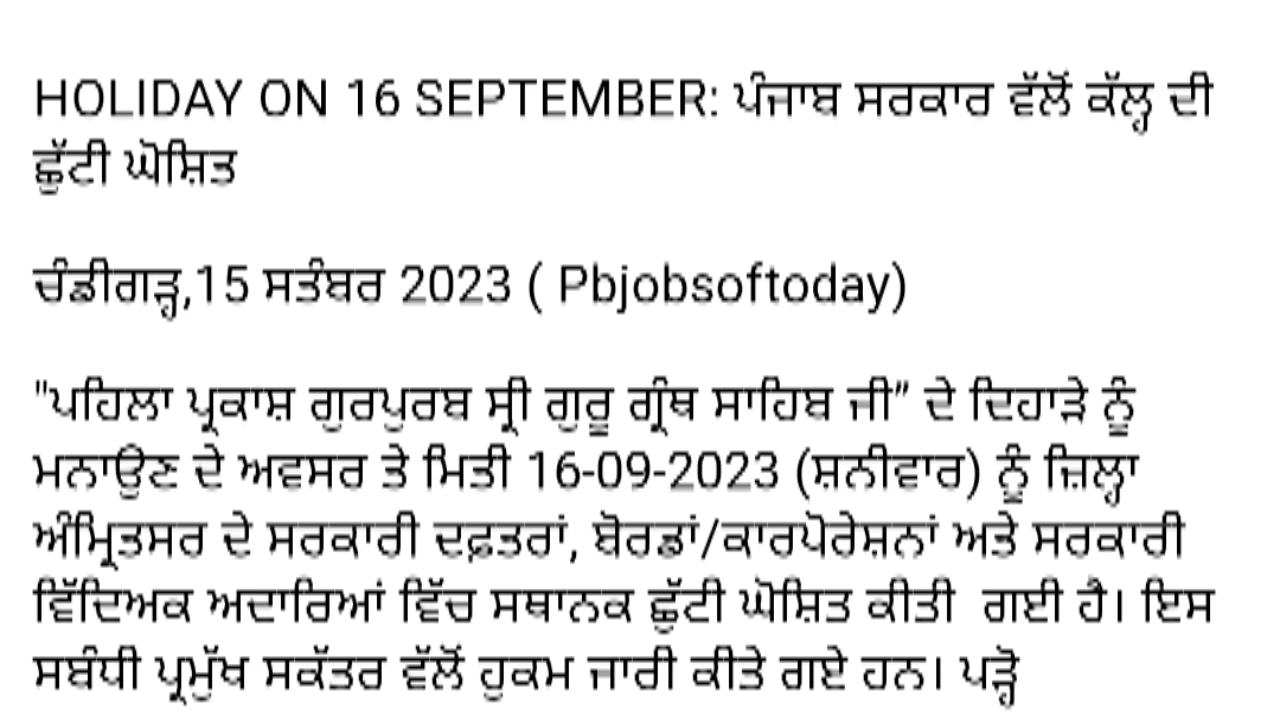 HOLIDAY ON 16 SEPTEMBER: ਪੰਜਾਬ ਸਰਕਾਰ ਵੱਲੋਂ ਕੱਲ੍ਹ ਦੀ
ਛੁੱਟੀ ਘੋਸ਼ਿਤ
ਚੰਡੀਗੜ੍ਹ,15 ਸਤੰਬਰ 2023 ( Pbjobsoftoday)
"ਪਹਿਲਾ ਪ੍ਰਕਾਸ਼ ਗੁਰਪੁਰਬ ਸ੍ਰੀ ਗੁਰੂ ਗ੍ਰੰਥ ਸਾਹਿਬ ਜੀ” ਦੇ ਦਿਹਾੜੇ ਨੂੰ
ਮਨਾਉਣ ਦੇ ਅਵਸਰ ਤੇ ਮਿਤੀ 16-09-2023 (ਸ਼ਨੀਵਾਰ) ਨੂੰ ਜ਼ਿਲ੍ਹਾ
ਅੰਮ੍ਰਿਤਸਰ ਦੇ ਸਰਕਾਰੀ ਦਫ਼ਤਰਾਂ, ਬੋਰਡਾਂ/ਕਾਰਪੋਰੇਸ਼ਨਾਂ ਅਤੇ ਸਰਕਾਰੀ
ਵਿੱਦਿਅਕ ਅਦਾਰਿਆਂ ਵਿੱਚ ਸਥਾਨਕ ਛੁੱਟੀ ਘੋਸ਼ਿਤ ਕੀਤੀ  ਗਈ ਹੈ। ਇਸ
ਸਬੰਧੀ ਪ੍ਰਮੁੱਖ ਸਕੱਤਰ ਵੱਲੋਂ ਹੁਕਮ ਜਾਰੀ ਕੀਤੇ ਗਏ ਹਨ। ਪੜ੍ਹੋ